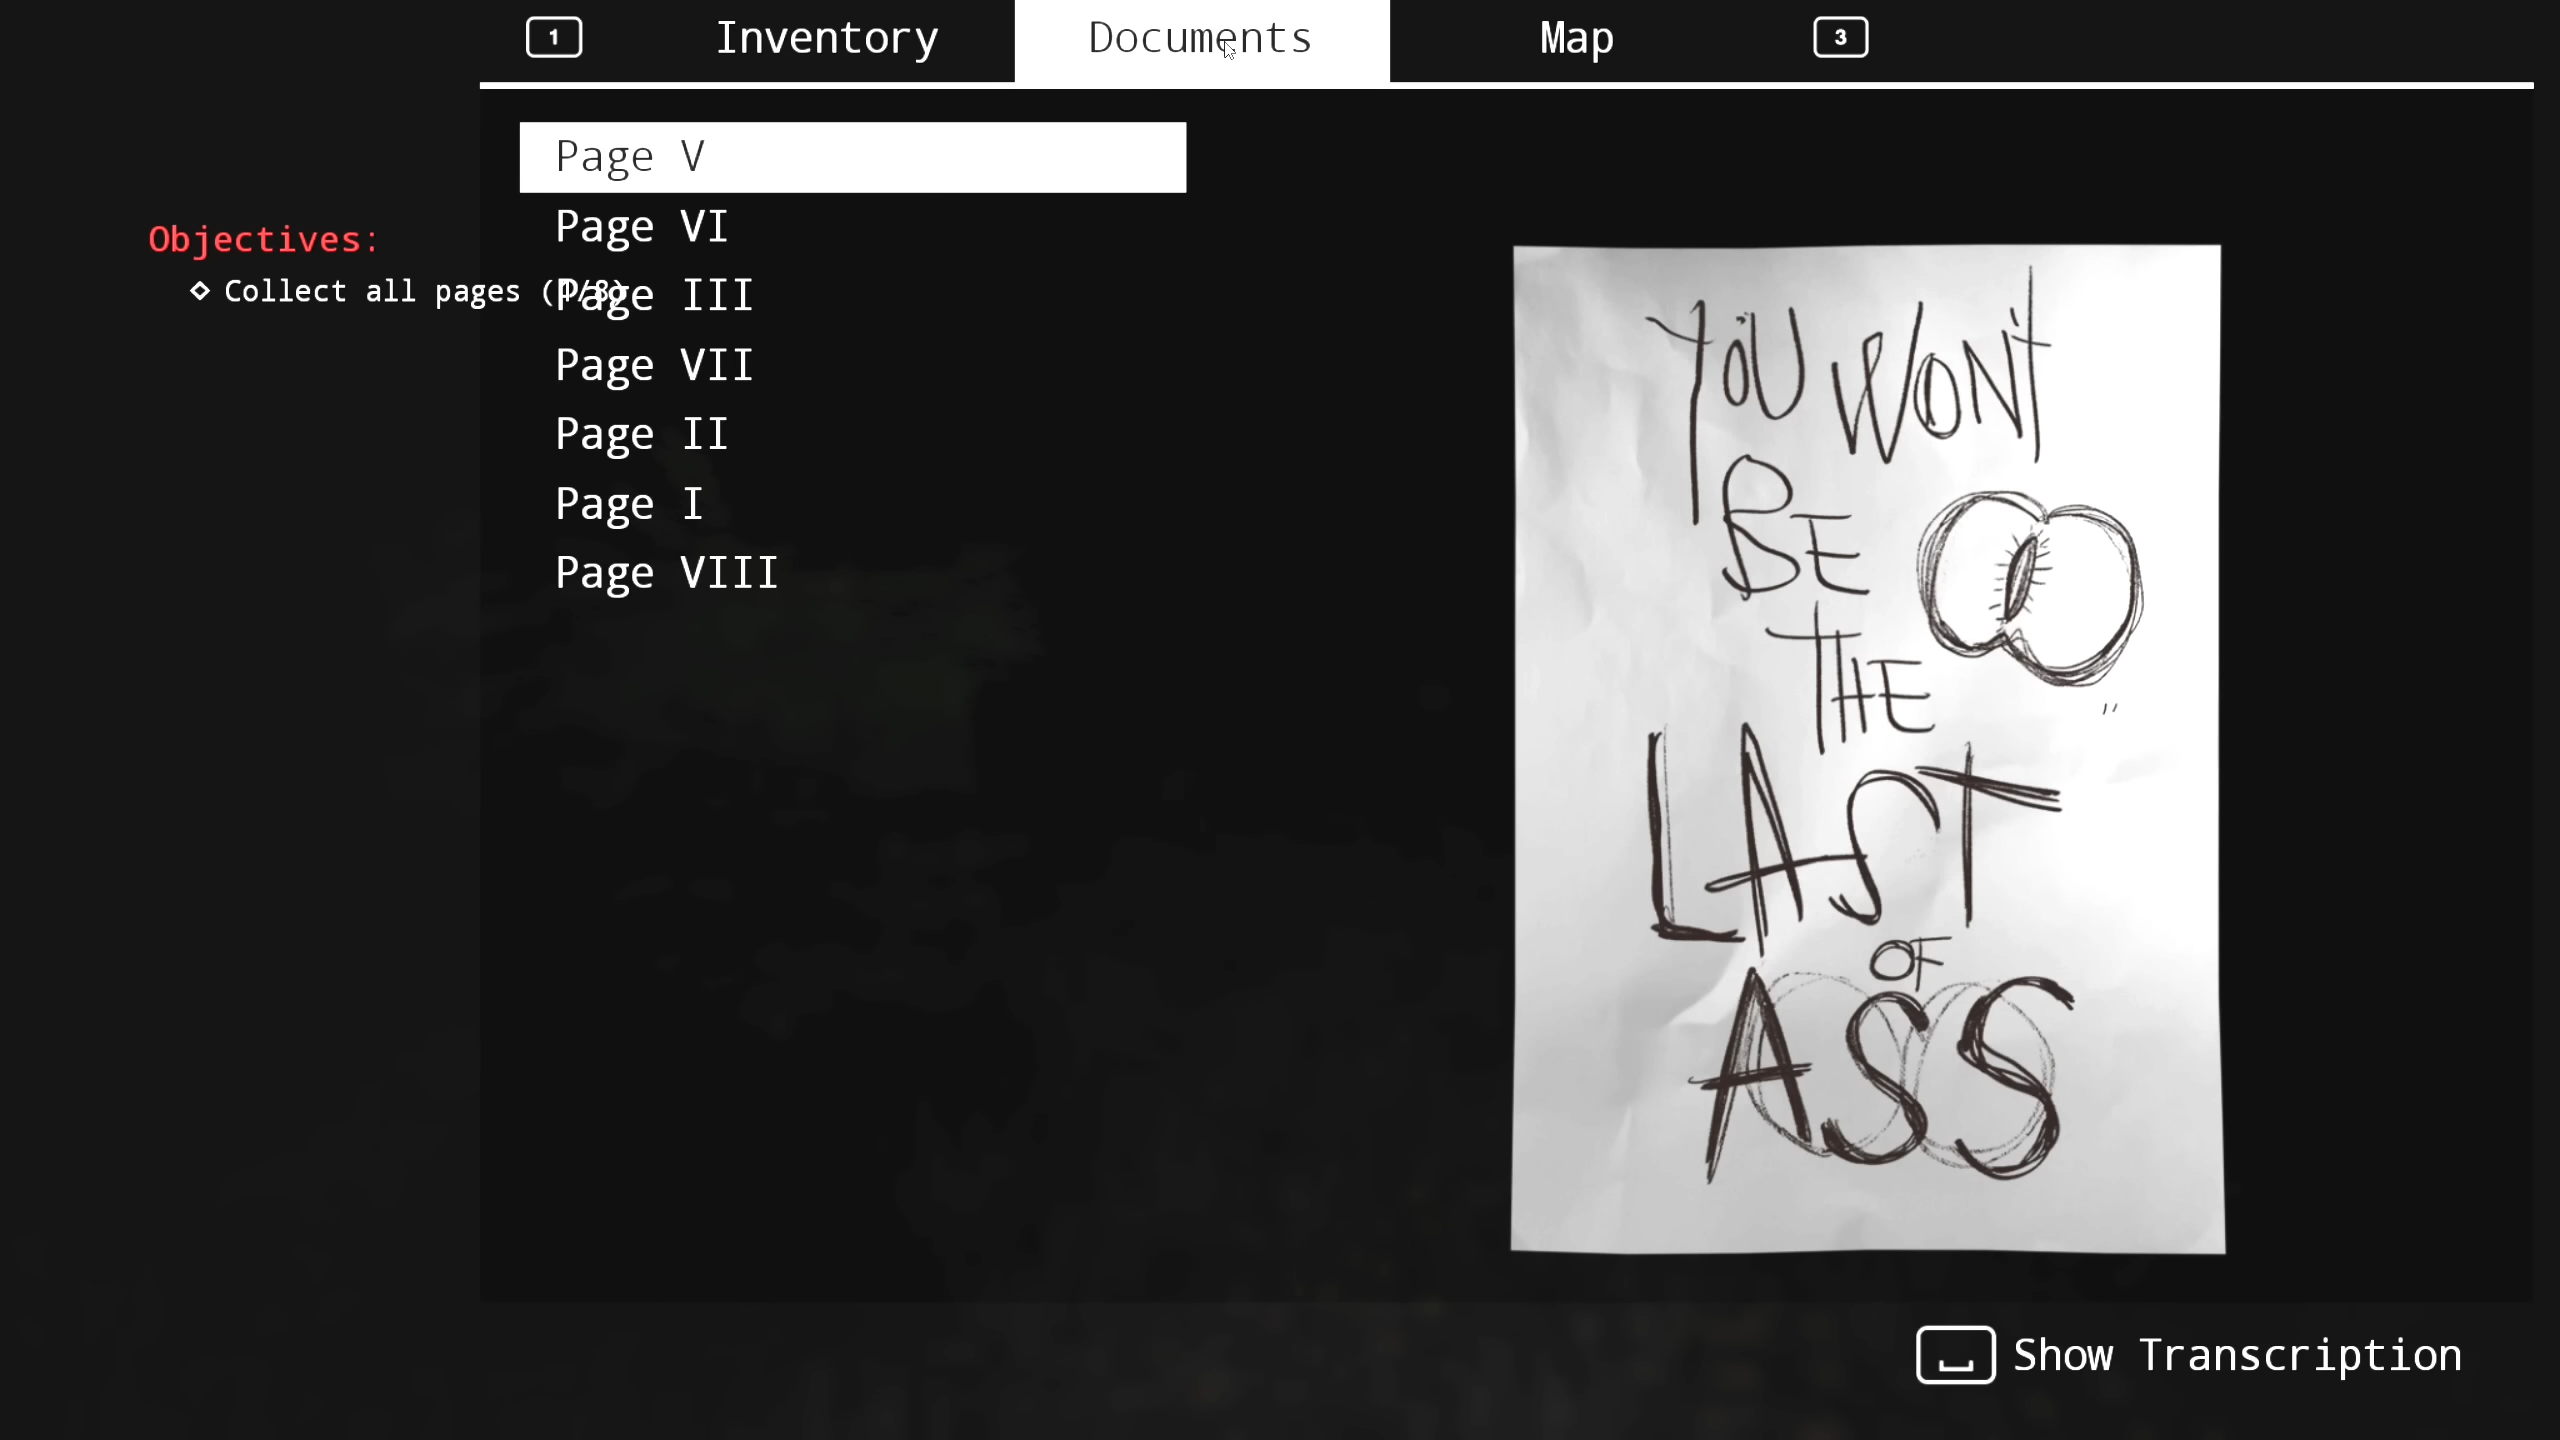 1 Inventory Documents Map 3
Objectives:
Collect all pages
Page V
Page VI
Page III
Page VII
Page II
Page I
Page VIII
YOU WON'T
BE
THE
LAST
OF
ASS
Show Transcription